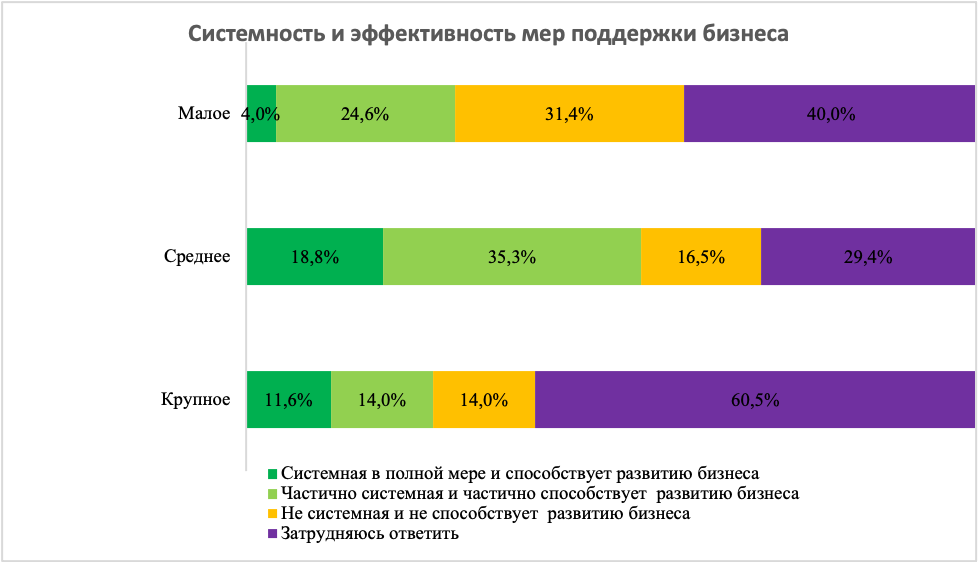 Системность и эффективность мер поддержки бизнеса
Малое
4,0% 24,6% 31,4% 40,0%
Среднее
18,8% 35,3% 16,5% 29,4%
Крупное
11,6% 14,0% 14,0% 60,5%
Системная в полной мере и способствует развитию бизнеса
Частично системная и частично способствует развитию бизнеса
Не системная и не способствует развитию бизнеса
Затрудняюсь ответить